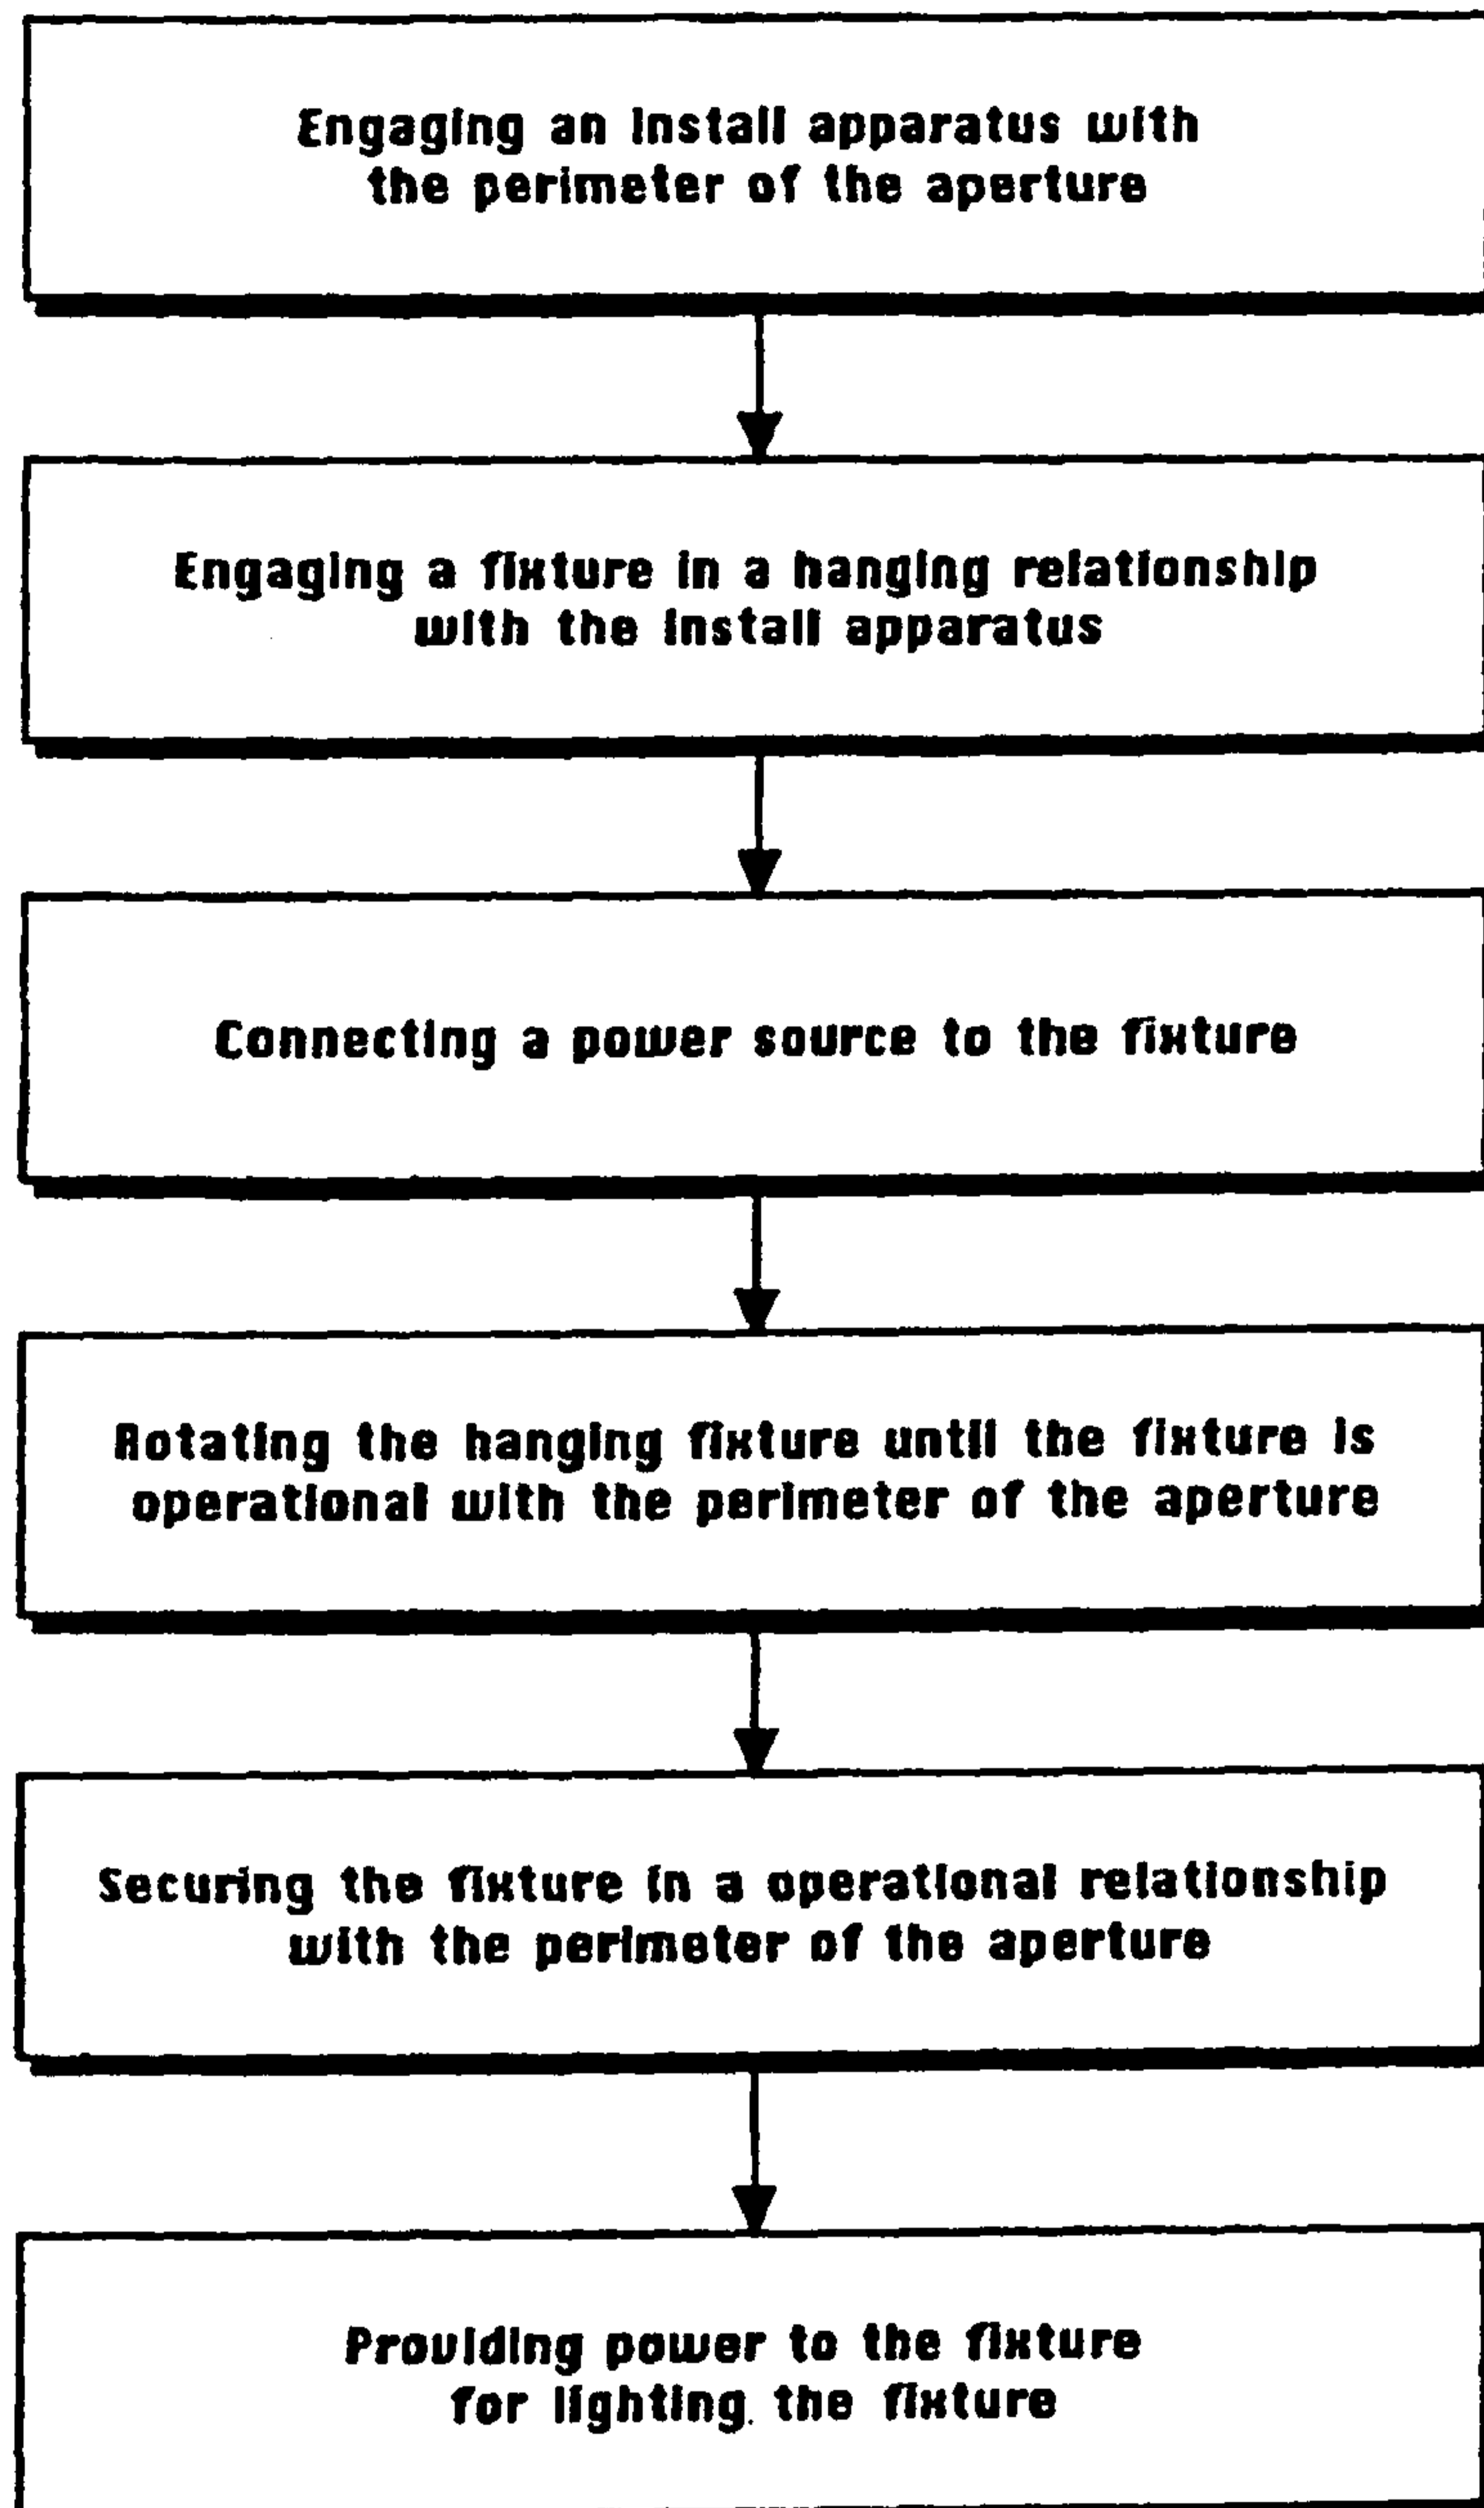 Engaging an install apparatus with
the perimeter of the aperture
Engaging a fixture in a hanging relationship
with the install apparatus
Connecting a power source to the fixture
Rotating the hanging fixture until the fixture is
operational with the perimeter of the aperture
Securing the fixture in a operational relationship
with the perimeter of the aperture
Providing power to the fixture
for lighting the fixture